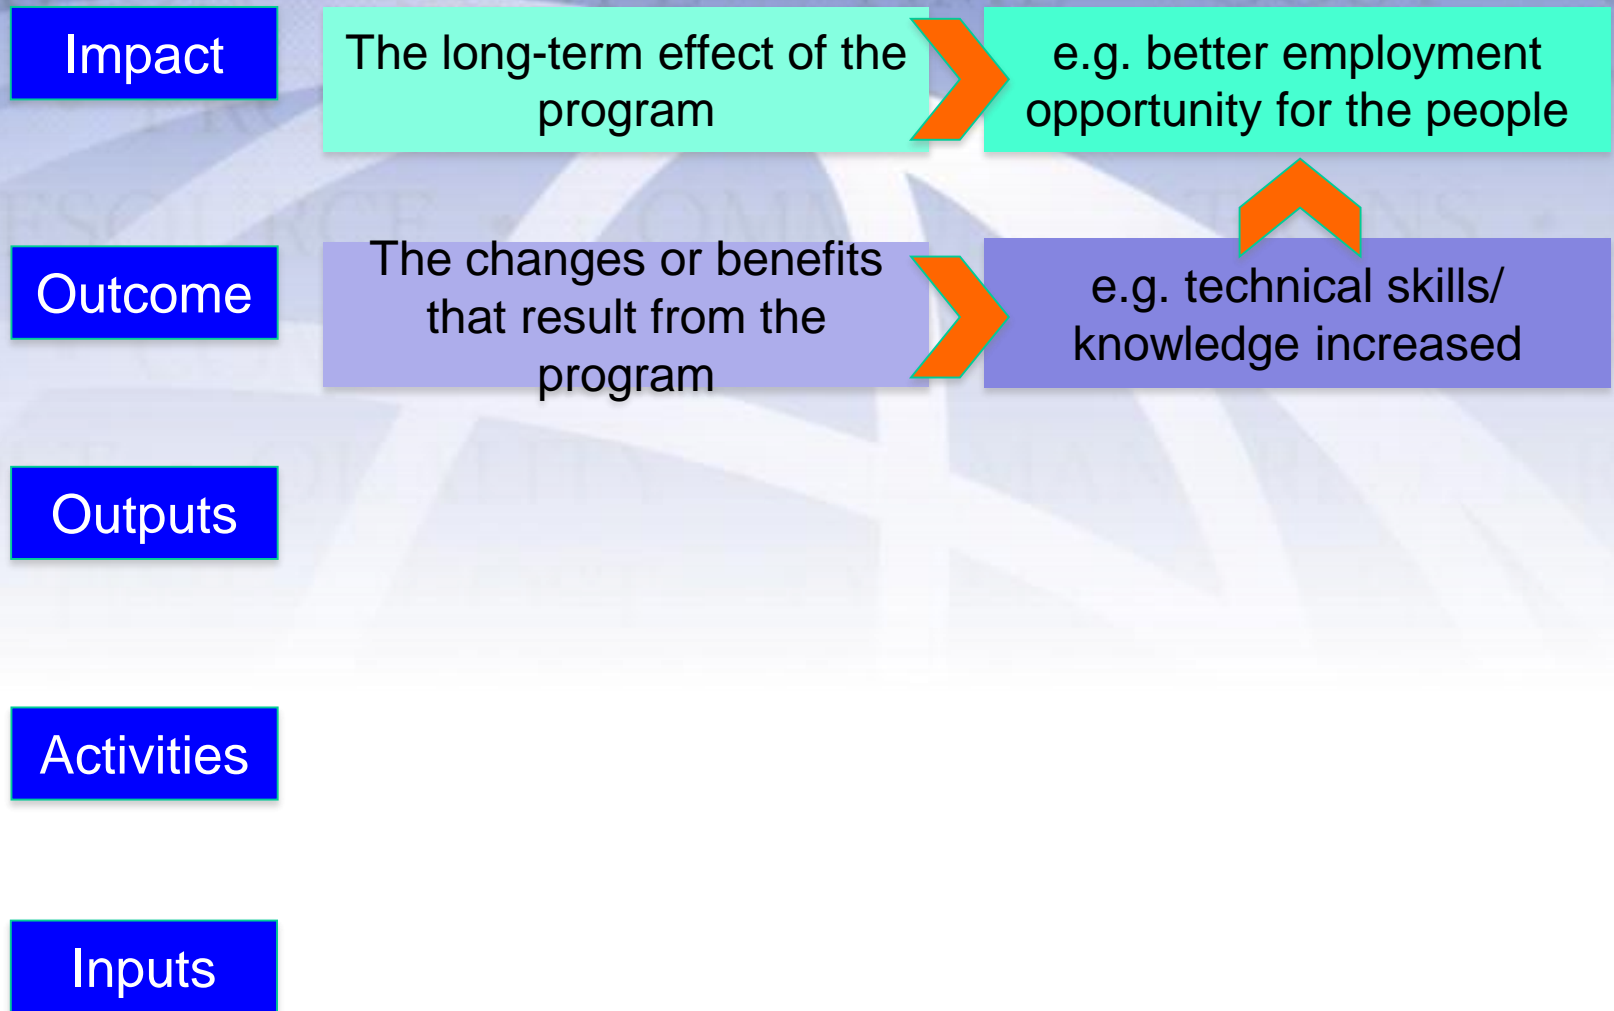 Impact
The long-term effect of the
program
e.g. better employment
opportunity for the people
Outcome
The changes or benefits
that result from the
program
e.g. technical skills/
knowledge increased
Outputs
Activities
Inputs